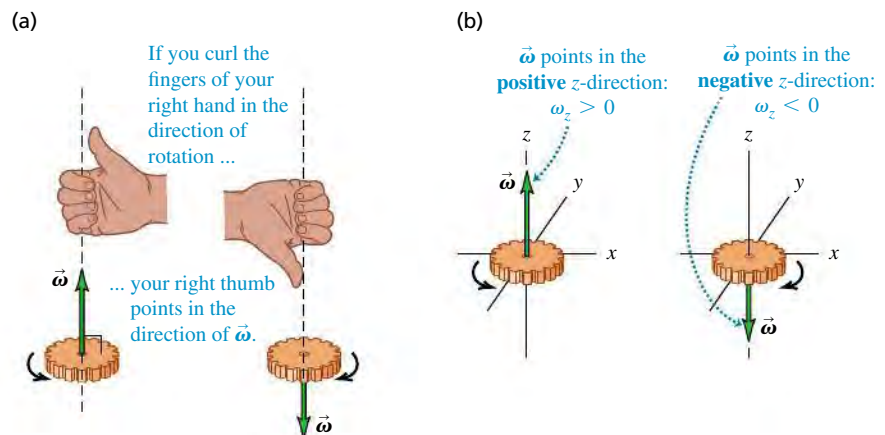 (a)
If you curl the
fingers of your
right hand in the
direction of
rotation ...
ω⃗
... your right thumb
points in the
direction of ω⃗.
ω⃗
(b)
ω⃗ points in the
positive z-direction:
ω_z > 0
z
ω⃗
y
x
ω⃗ points in the
negative z-direction:
ω_z < 0
z
y
x
ω⃗